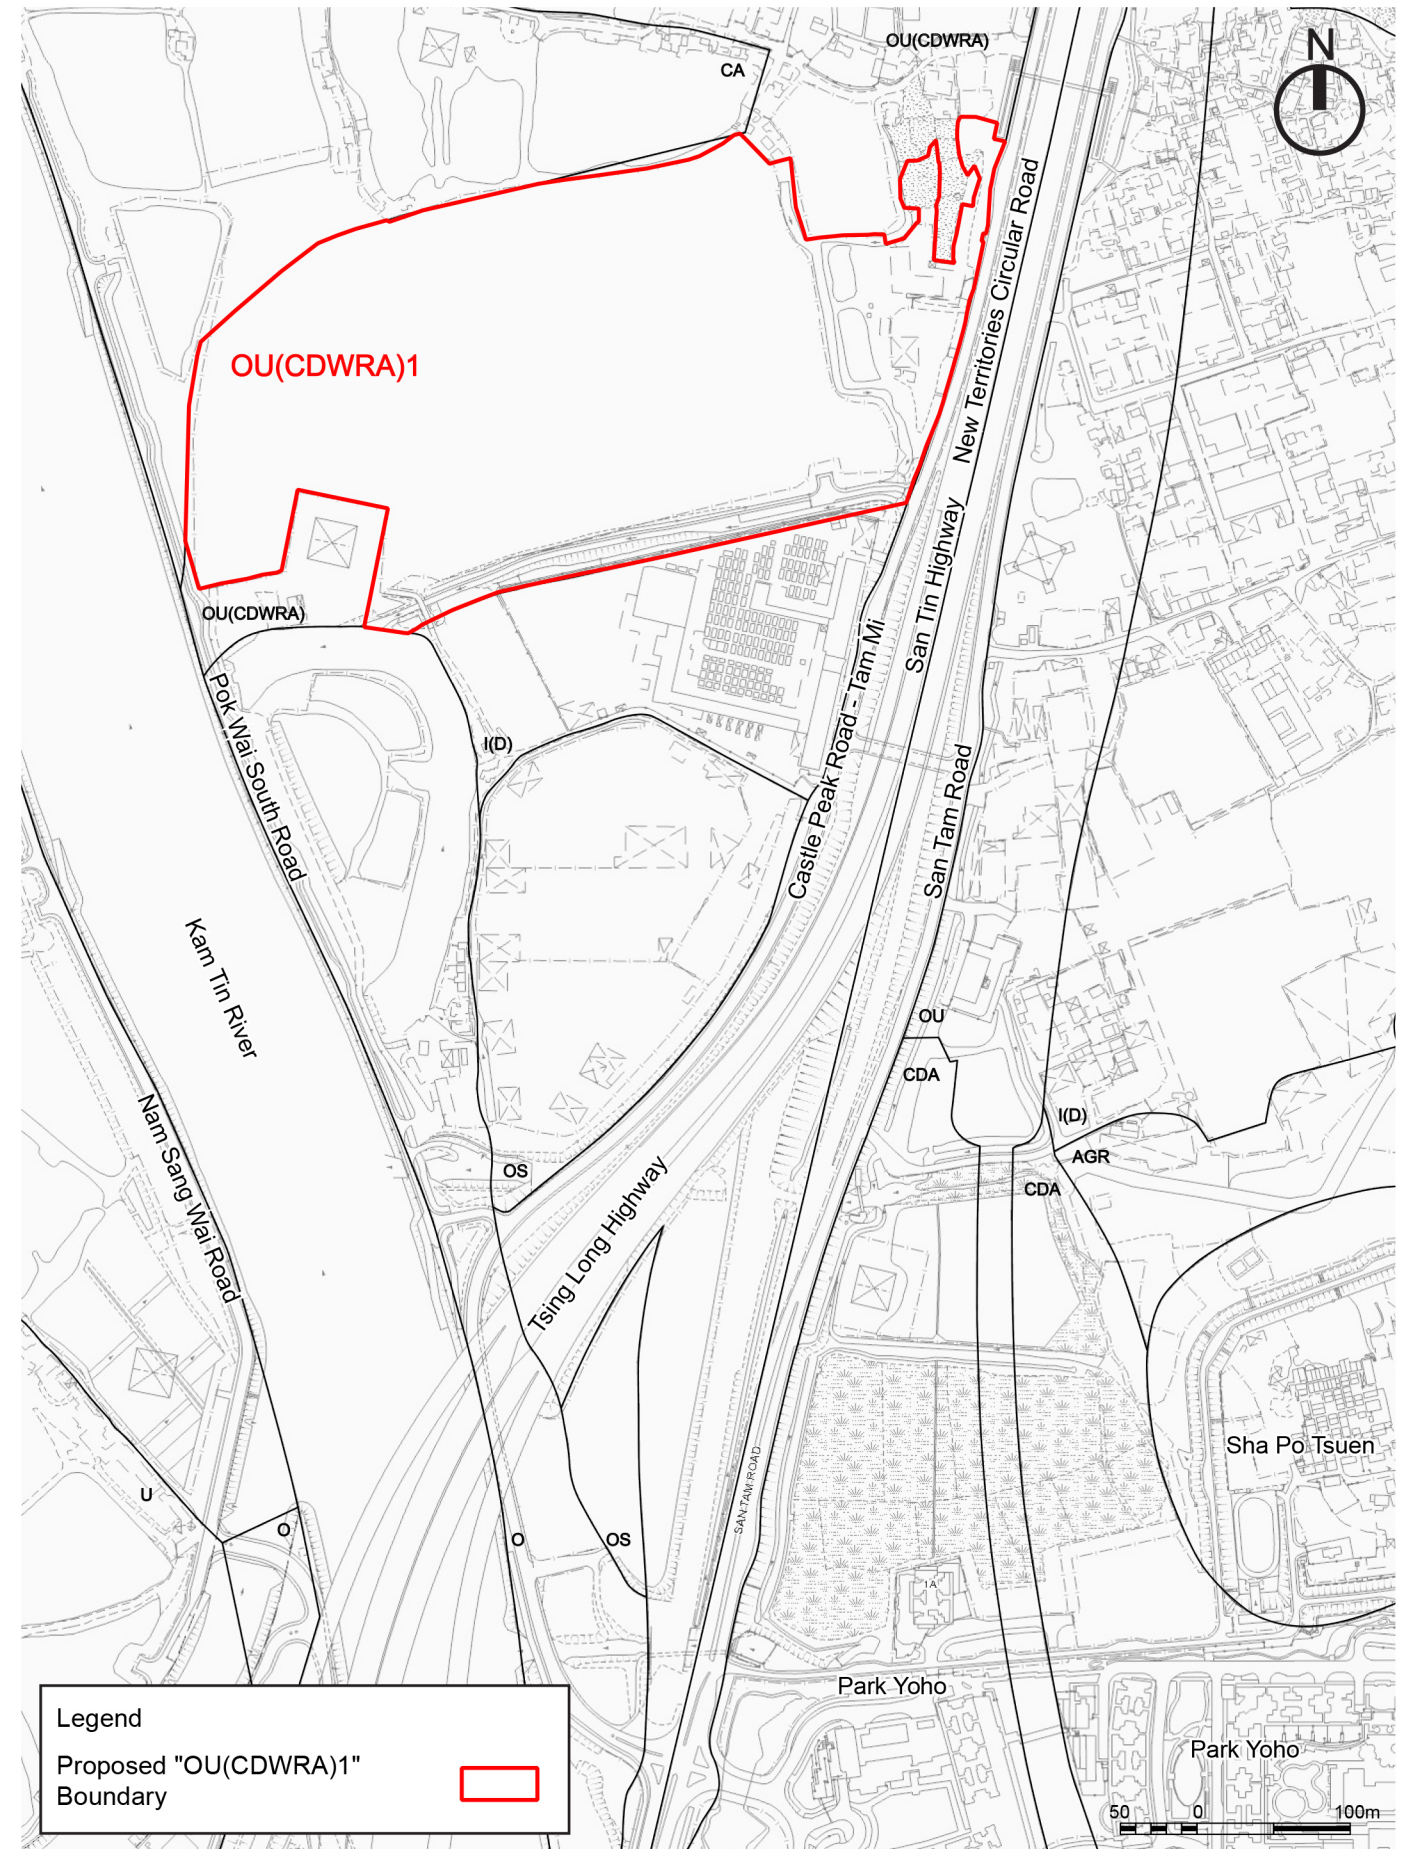 OU(CDWRA)
N
CA
New Territories Circular Road
OU(CDWRA)1
San Tin Highway
OU(CDWRA)
Castle Peak Road - Tam Mi
Pok Wai South Road
I(D)
San Tam Road
Kam Tin River
OU
CDA
Nam Sang Wai Road
I(D)
AGR
CDA
OS
Tsing Long Highway
Sha Po Tsuen
SAN TAM ROAD
U
O
O
OS
1A
Park Yoho
Park Yoho
Legend
Proposed "OU(CDWRA)1"
Boundary
50 0 100m